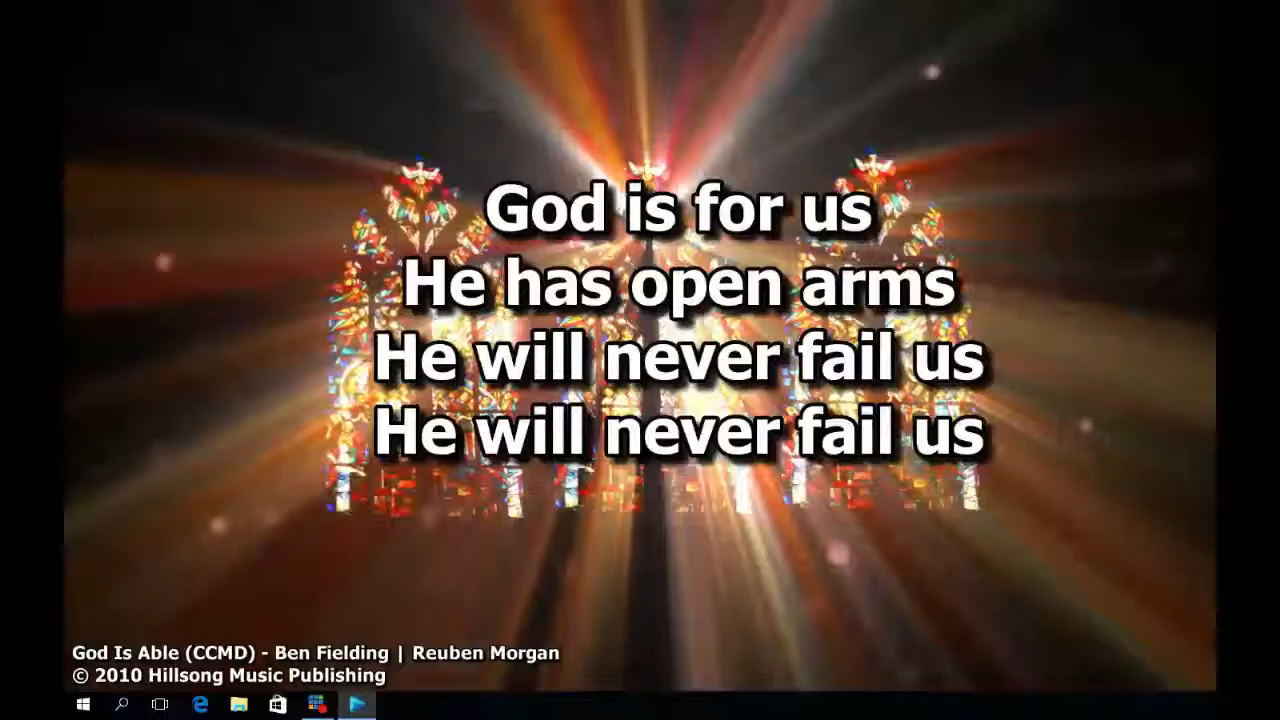 God is for us
He has open arms
He will never fail us
He will never fail us
God Is Able (CCMD) - Ben Fielding | Reuben Morgan
© 2010 Hillsong Music Publishing